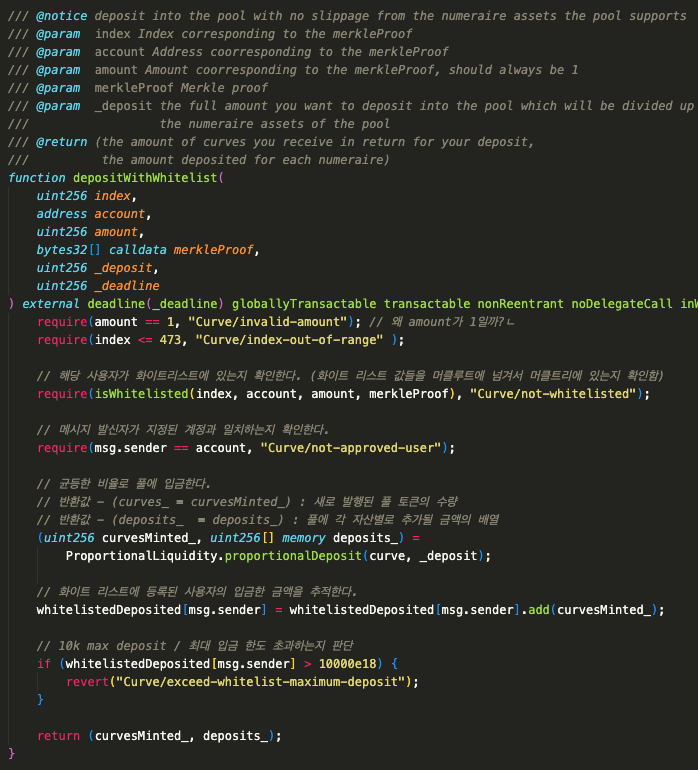 /// @notice deposit into the pool with no slippage from the numeraire assets the pool supports
/// @param  index Index corresponding to the merkleProof
/// @param  account Address coorresponding to the merkleProof
/// @param  amount Amount coorresponding to the merkleProof, should always be 1
/// @param  merkleProof Merkle proof
/// @param  _deposit the full amount you want to deposit into the pool which will be divided up
///                  the numeraire assets of the pool
/// @return (the amount of curves you receive in return for your deposit,
///          the amount deposited for each numeraire)
function depositWithWhitelist(
    uint256 index,
    address account,
    uint256 amount,
    bytes32[] calldata merkleProof,
    uint256 _deposit,
    uint256 _deadline
) external deadline(_deadline) globallyTransactable transactable nonReentrant noDelegateCall inW
    require(amount == 1, "Curve/invalid-amount"); // 왜 amount가 1일까?ㄴ
    require(index <= 473, "Curve/index-out-of-range" );

    // 해당 사용자가 화이트리스트에 있는지 확인한다. (화이트 리스트 값들을 머클루트에 넘겨서 머클트리에 있는지 확인함)
    require(isWhitelisted(index, account, amount, merkleProof), "Curve/not-whitelisted");

    // 메시지 발신자가 지정된 계정과 일치하는지 확인한다.
    require(msg.sender == account, "Curve/not-approved-user");

    // 균등한 비율로 풀에 입금한다.
    // 반환값 - (curves_ = curvesMinted_) : 새로 발행된 풀 토큰의 수량
    // 반환값 - (deposits_  = deposits_) : 풀에 각 자산별로 추가될 금액의 배열
    (uint256 curvesMinted_, uint256[] memory deposits_) =
        ProportionalLiquidity.proportionalDeposit(curve, _deposit);

    // 화이트 리스트에 등록된 사용자의 입금한 금액을 추적한다.
    whitelistedDeposited[msg.sender] = whitelistedDeposited[msg.sender].add(curvesMinted_);

    // 10k max deposit / 최대 입금 한도 초과하는지 판단
    if (whitelistedDeposited[msg.sender] > 10000e18) {
        revert("Curve/exceed-whitelist-maximum-deposit");
    }

    return (curvesMinted_, deposits_);
}